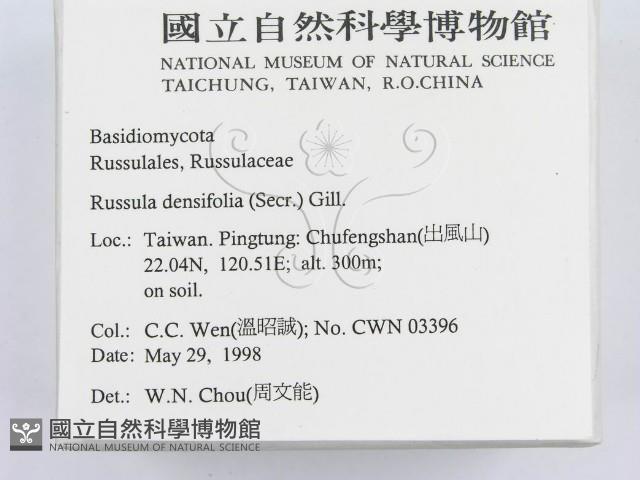 國立自然科學博物館
NATIONAL MUSEUM OF NATURAL SCIENCE
TAICHUNG, TAIWAN, R.O.CHINA
Basidiomycota
Russulales, Russulaceae
Russula densifolia (Secr.) Gill.
Loc.: Taiwan. Pingtung: Chufengshan(出風山)
22.04N, 120.51E; alt. 300m;
on soil.
Col.: C.C. Wen(溫昭誠); No. CWN 03396
Date: May 29, 1998
Det.: W.N. Chou(周文能)
國立自然科學博物館
NATIONAL MUSEUM OF NATURAL SCIENCE